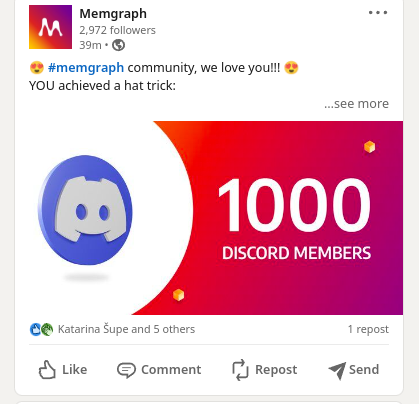 Memgraph
2,972 followers
39m •
😍 #memgraph community, we love you!!! 😍
YOU achieved a hat trick:
...see more
1000
DISCORD MEMBERS
Katarina Šupe and 5 others
1 repost
Like
Comment
Repost
Send